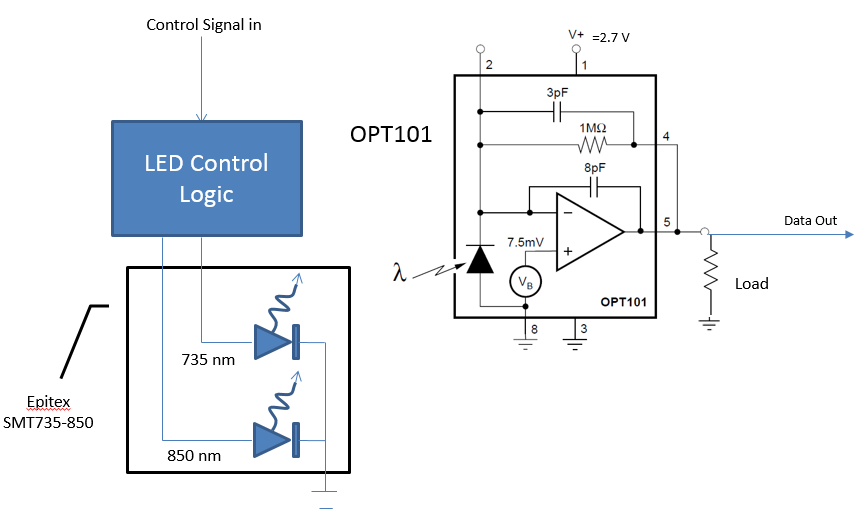 Control Signal in
LED Control
Logic
735 nm
850 nm
Epitex
SMT735-850
OPT101
V+ =2.7 V
2
1
3pF
1MΩ
4
8pF
5
7.5mV
−
+
λ
VB
OPT101
8
3
Data Out
Load